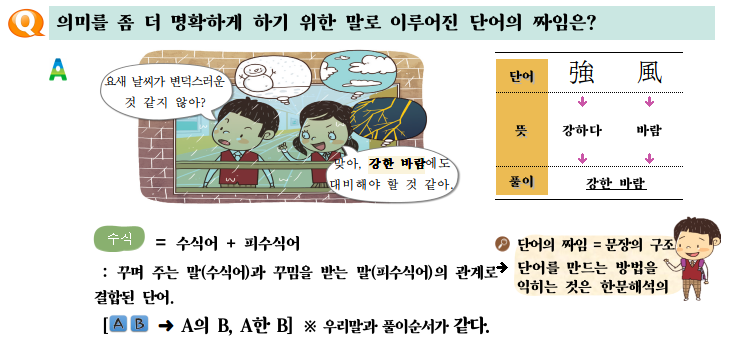 Q 의미를 좀 더 명확하게 하기 위한 말로 이루어진 단어의 짜임은?
A
요새 날씨가 변덕스러운
것 같지 않아?
맞아, 강한 바람에도
대비해야 할 것 같아.
단어 強 風
뜻 강하다 바람
풀이 강한 바람
수식 = 수식어 + 피수식어
: 꾸며 주는 말(수식어)과 꾸밈을 받는 말(피수식어)의 관계로
결합된 단어.
[A B ➔ A의 B, A한 B] ※ 우리말과 풀이순서가 같다.
단어의 짜임 = 문장의 구조
➔ 단어를 만드는 방법을
익히는 것은 한문해석의